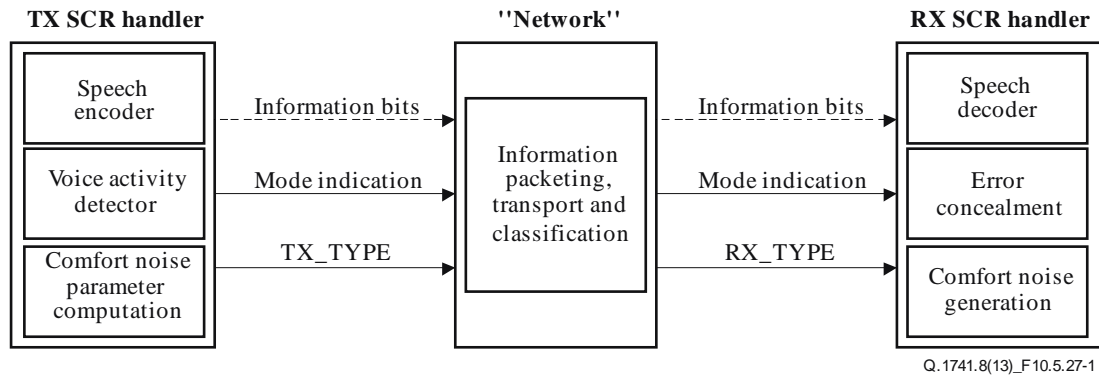 TX SCR handler
"Network"
RX SCR handler
Speech
encoder
Information bits
Information bits
Speech
decoder
Voice activity
detector
Mode indication
Information
packeting,
transport and
classification
Mode indication
Error
concealment
Comfort noise
parameter
computation
TX_TYPE
RX_TYPE
Comfort noise
generation
Q.1741.8(13)_F10.5.27-1